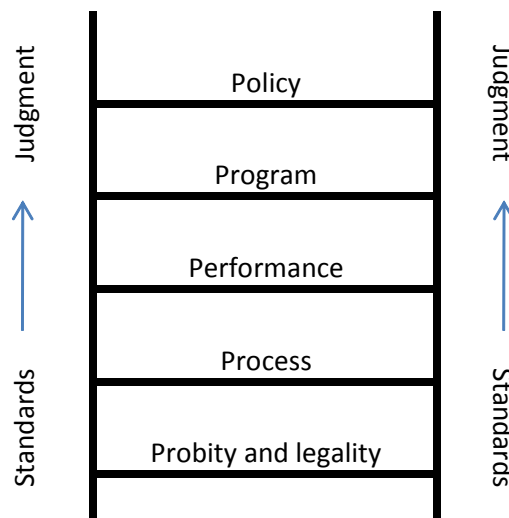 Judgment
Judgment
Policy
Program
Performance
Process
Probity and legality
Standards
Standards